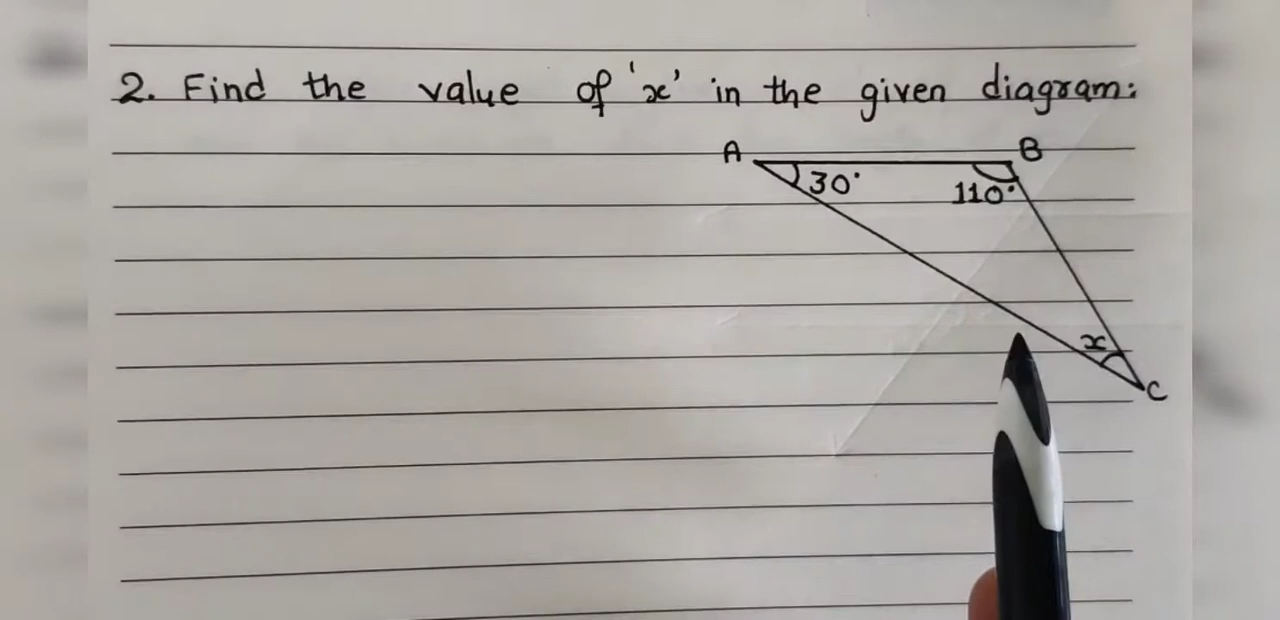 2. Find the value of 'x' in the given diagram:
A B
30° 110°
x
C